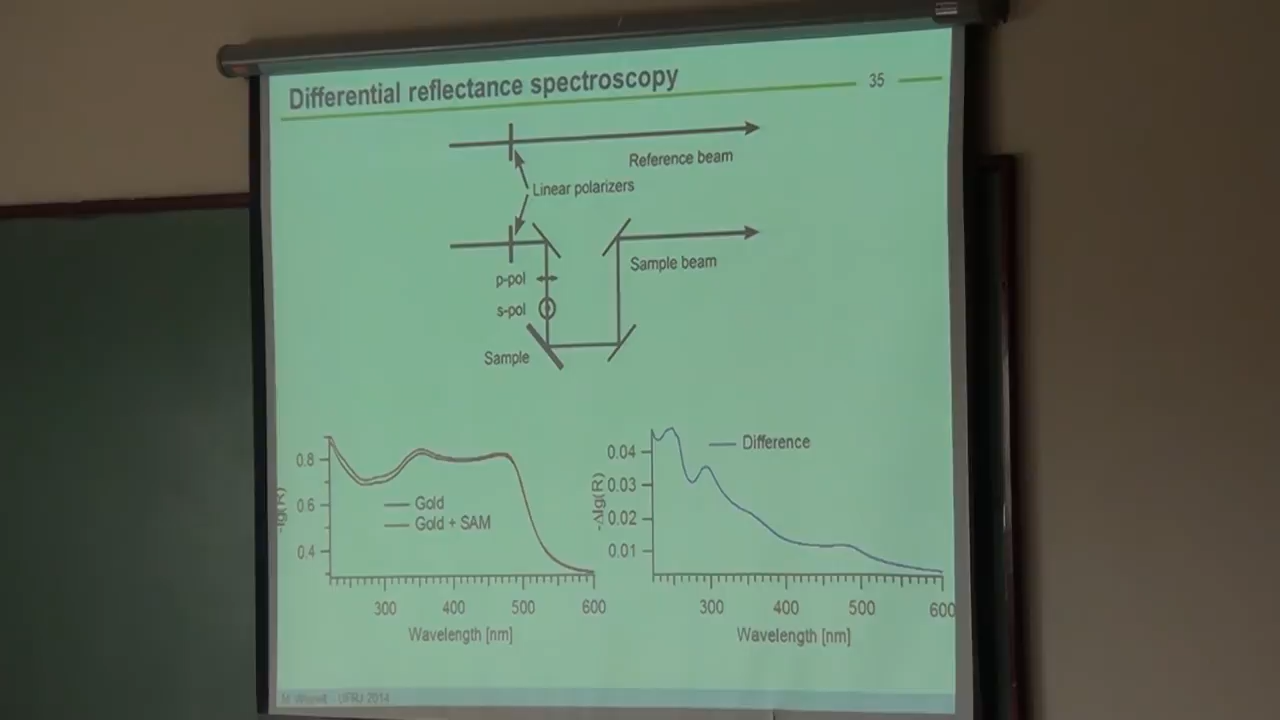 Differential reflectance spectroscopy
35
Reference beam
Linear polarizers
Sample beam
p-pol
s-pol
Sample
0.8
0.6
0.4
-lg(R)
Gold
Gold + SAM
300 400 500 600
Wavelength [nm]
0.04
0.03
0.02
0.01
-Δlg(R)
Difference
300 400 500 600
Wavelength [nm]
UFRJ 2014